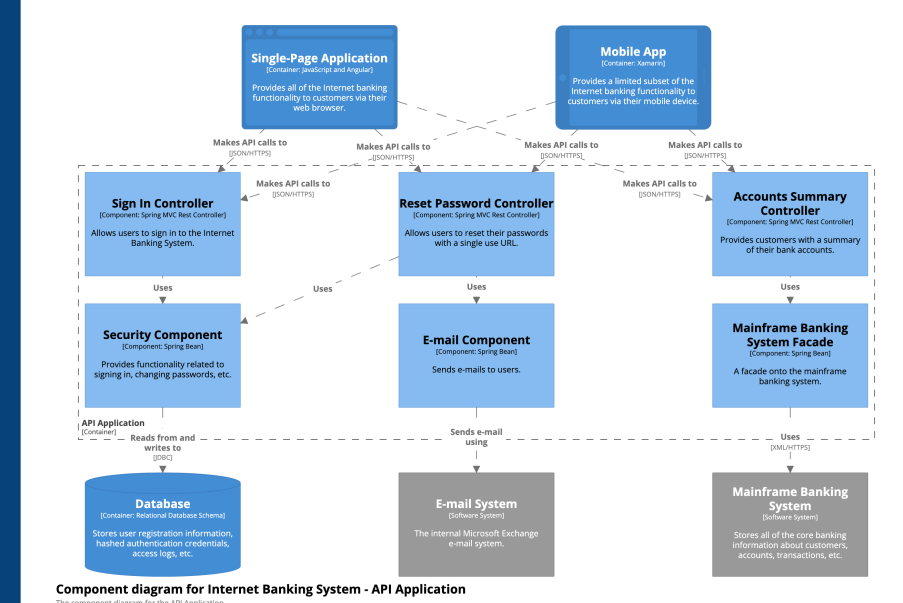 Single-Page Application
[Container: JavaScript and Angular]
Provides all of the Internet banking
functionality to customers via their
web browser.
Mobile App
[Container: Xamarin]
Provides a limited subset of the
Internet banking functionality to
customers via their mobile device.
Makes API calls to
[JSON/HTTPS]
Makes API calls to
[JSON/HTTPS]
Makes API calls to
[JSON/HTTPS]
Makes API calls to
[JSON/HTTPS]
Makes API calls to
[JSON/HTTPS]
Makes API calls to
[JSON/HTTPS]
Sign In Controller
[Component: Spring MVC Rest Controller]
Allows users to sign in to the Internet
Banking System.
Reset Password Controller
[Component: Spring MVC Rest Controller]
Allows users to reset their passwords
with a single use URL.
Accounts Summary
Controller
[Component: Spring MVC Rest Controller]
Provides customers with a summary
of their bank accounts.
Uses
Uses
Uses
Uses
Security Component
[Component: Spring Bean]
Provides functionality related to
signing in, changing passwords, etc.
E-mail Component
[Component: Spring Bean]
Sends e-mails to users.
Mainframe Banking
System Facade
[Component: Spring Bean]
A facade onto the mainframe
banking system.
API Application
[Container]
Reads from and
writes to
[JDBC]
Sends e-mail
using
Uses
[XML/HTTPS]
Database
[Container: Relational Database Schema]
Stores user registration information,
hashed authentication credentials,
access logs, etc.
E-mail System
[Software System]
The internal Microsoft Exchange
e-mail system.
Mainframe Banking
System
[Software System]
Stores all of the core banking
information about customers,
accounts, transactions, etc.
Component diagram for Internet Banking System - API Application
The component diagram for the API Application